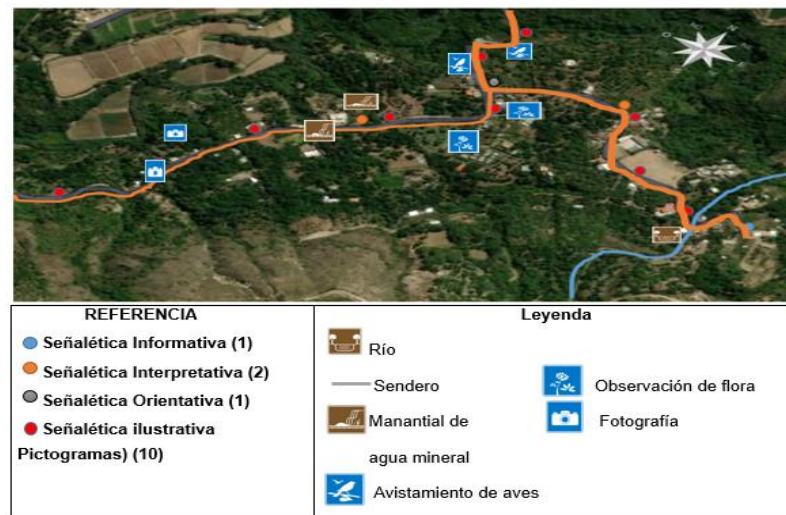 REFERENCIA
Señalética Informativa (1)
Señalética Interpretativa (2)
Señalética Orientativa (1)
Señalética ilustrativa
Pictogramas) (10)
Leyenda
Río
Sendero
Manantial de
agua mineral
Avistamiento de aves
Observación de flora
Fotografía